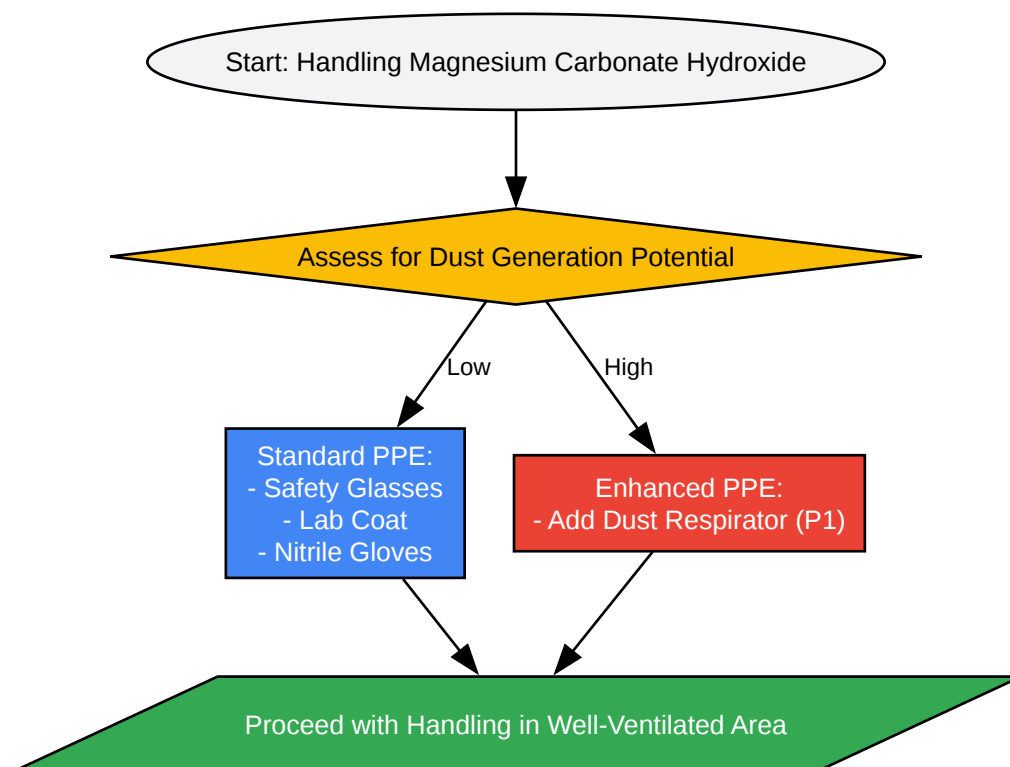 Start: Handling Magnesium Carbonate Hydroxide
Assess for Dust Generation Potential
Low
High
Standard PPE:
- Safety Glasses
- Lab Coat
- Nitrile Gloves
Enhanced PPE:
- Add Dust Respirator (P1)
Proceed with Handling in Well-Ventilated Area